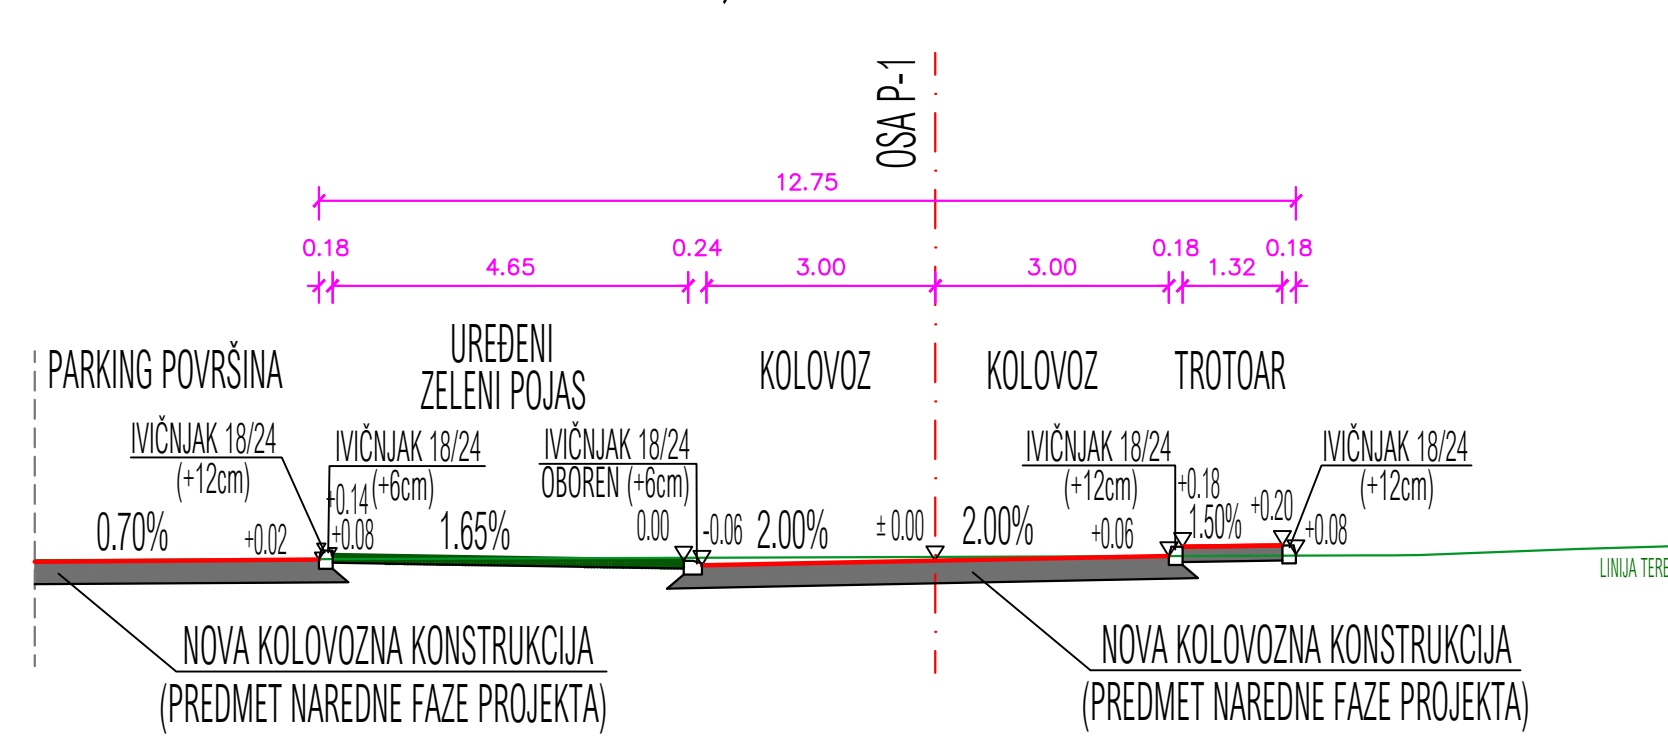 OSA P-1
12.75
0.18
4.65
0.24
3.00
3.00
0.18
1.32
0.18
PARKING POVRŠINA
UREĐENI
ZELENI POJAS
KOLOVOZ
KOLOVOZ
TROTOAR
IVIČNJAK 18/24
(+12cm)
IVIČNJAK 18/24
(+6cm)
IVIČNJAK 18/24
OBOREN (+6cm)
IVIČNJAK 18/24
(+12cm)
IVIČNJAK 18/24
(+12cm)
0.70%
+0.02
+0.14
+0.08
1.65%
0.00
-0.06
2.00%
± 0.00
2.00%
+0.06
+0.18
1.50%
+0.20
+0.08
LINIJA TERE
NOVA KOLOVOZNA KONSTRUKCIJA
(PREDMET NAREDNE FAZE PROJEKTA)
NOVA KOLOVOZNA KONSTRUKCIJA
(PREDMET NAREDNE FAZE PROJEKTA)